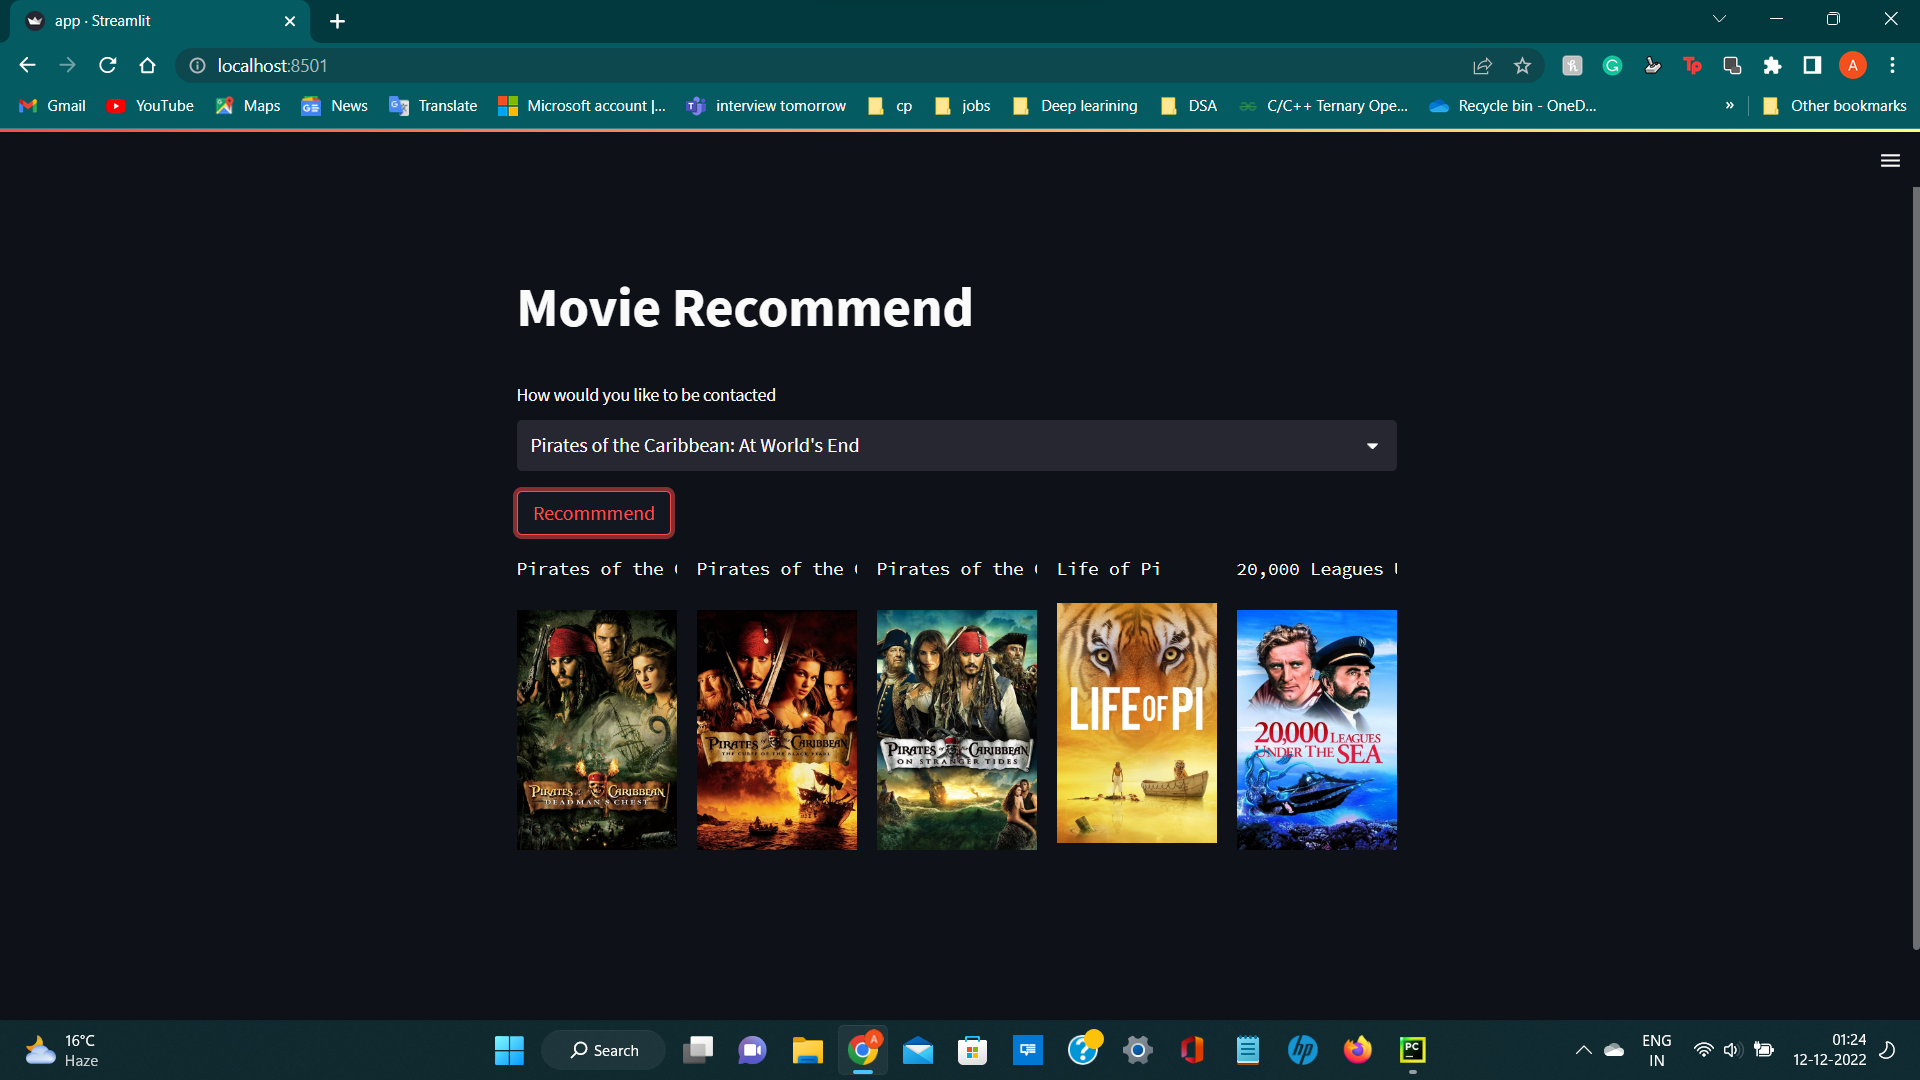 app · Streamlit
localhost:8501
A
Gmail
YouTube
Maps
News
Translate
Microsoft account |...
interview tomorrow
cp
jobs
Deep learining
DSA
C/C++ Ternary Ope...
Recycle bin - OneD...
»
Other bookmarks
Movie Recommend
How would you like to be contacted
Pirates of the Caribbean: At World's End
Recommmend
Pirates of the
Pirates of the
Pirates of the
Life of Pi
20,000 Leagues
PIRATES of the CARIBBEAN
DEAD MAN'S CHEST
PIRATES of the CARIBBEAN
THE CURSE OF THE BLACK PEARL
PIRATES of the CARIBBEAN
ON STRANGER TIDES
LIFE OF PI
20,000 LEAGUES
UNDER THE SEA
16°C
Haze
Search
A
hp
PC
ENG
IN
01:24
12-12-2022